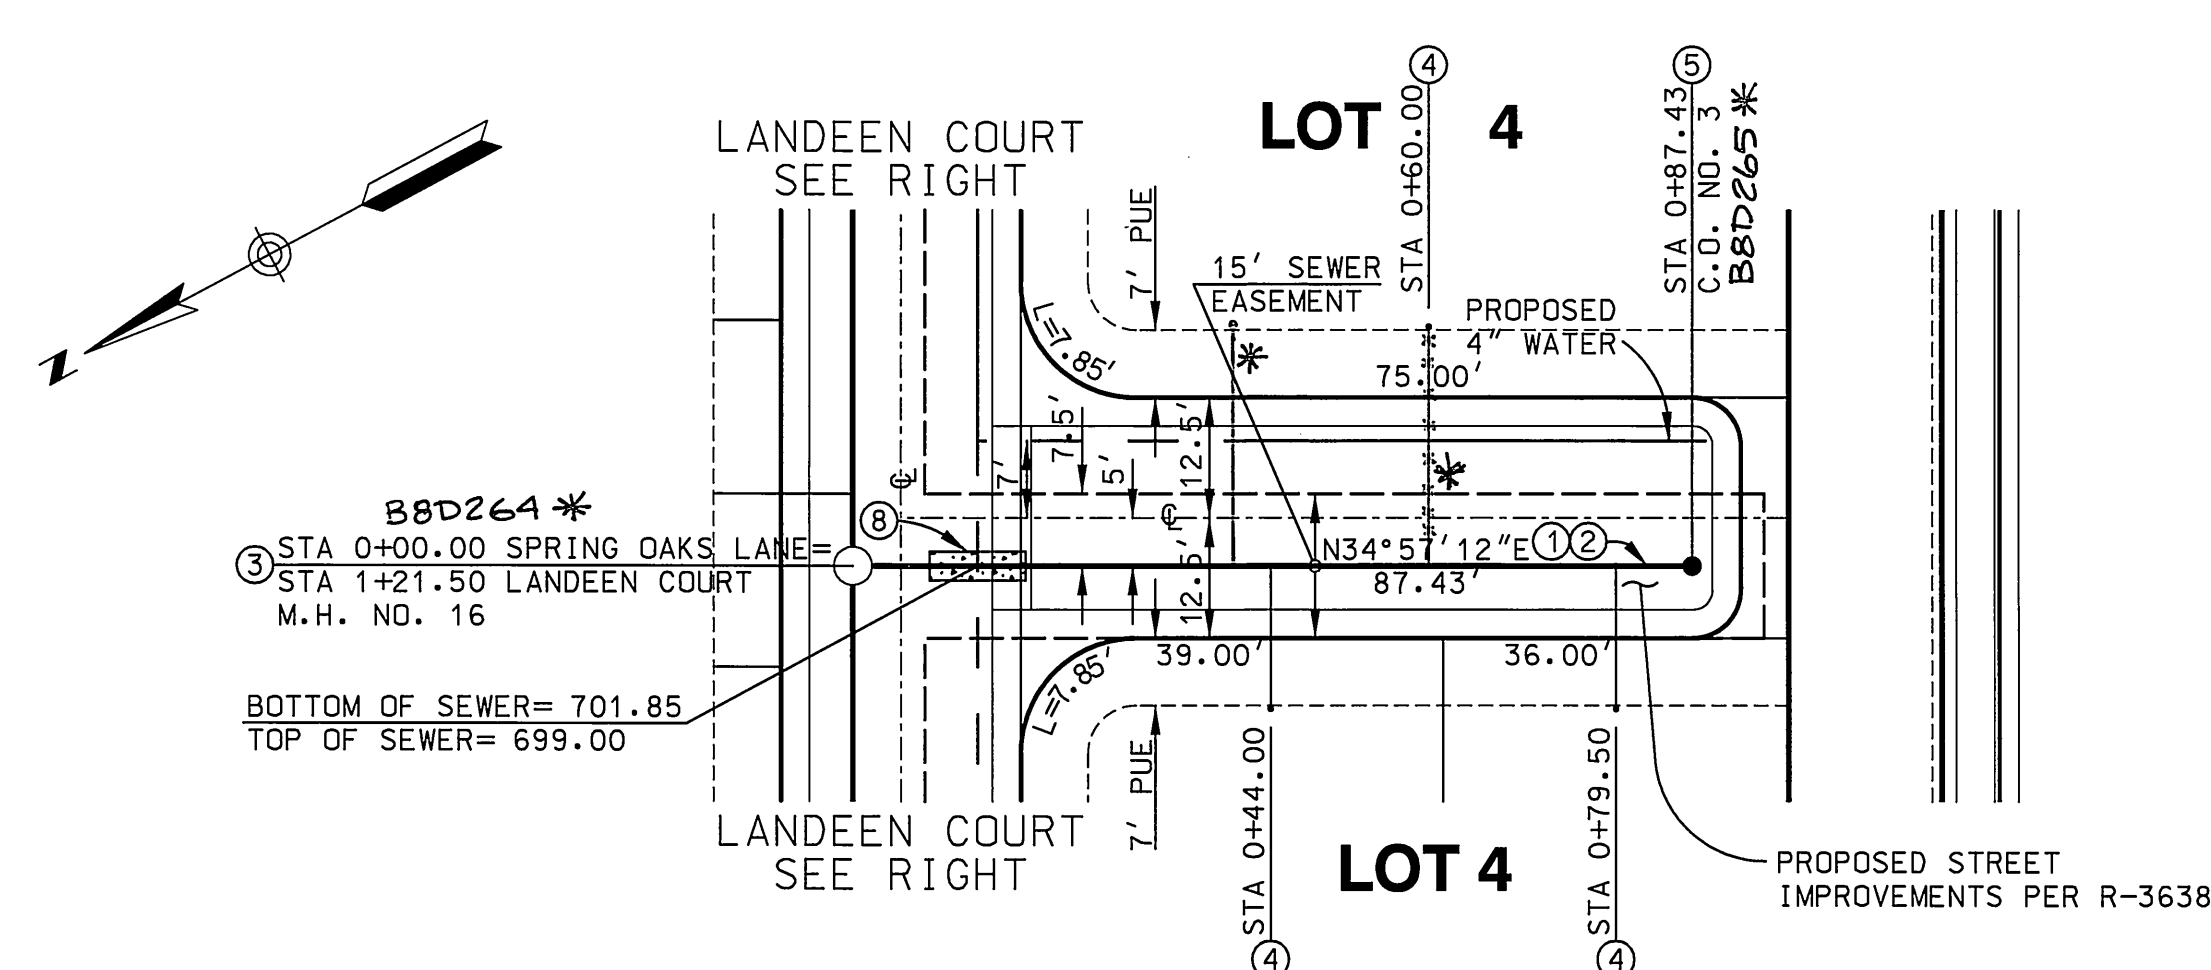 LANDEEN COURT
SEE RIGHT
LOT 4
4
STA 0+60.00
5
STA 0+87.43
C.O. NO. 3
B8D265 *
N
7' PUE
15' SEWER
EASEMENT
PROPOSED
4" WATER
L=7.85'
*
75.00'
7.5'
12.5'
7'
5'
*
℄
℄
B8D264 *
8
3
STA 0+00.00 SPRING OAKS LANE=
STA 1+21.50 LANDEEN COURT
M.H. NO. 16
N34°57'12"E
1 2
87.43'
12.5'
39.00'
36.00'
L=7.85'
BOTTOM OF SEWER= 701.85
TOP OF SEWER= 699.00
7' PUE
STA 0+44.00
4
STA 0+79.50
4
LANDEEN COURT
SEE RIGHT
LOT 4
PROPOSED STREET
IMPROVEMENTS PER R-3638